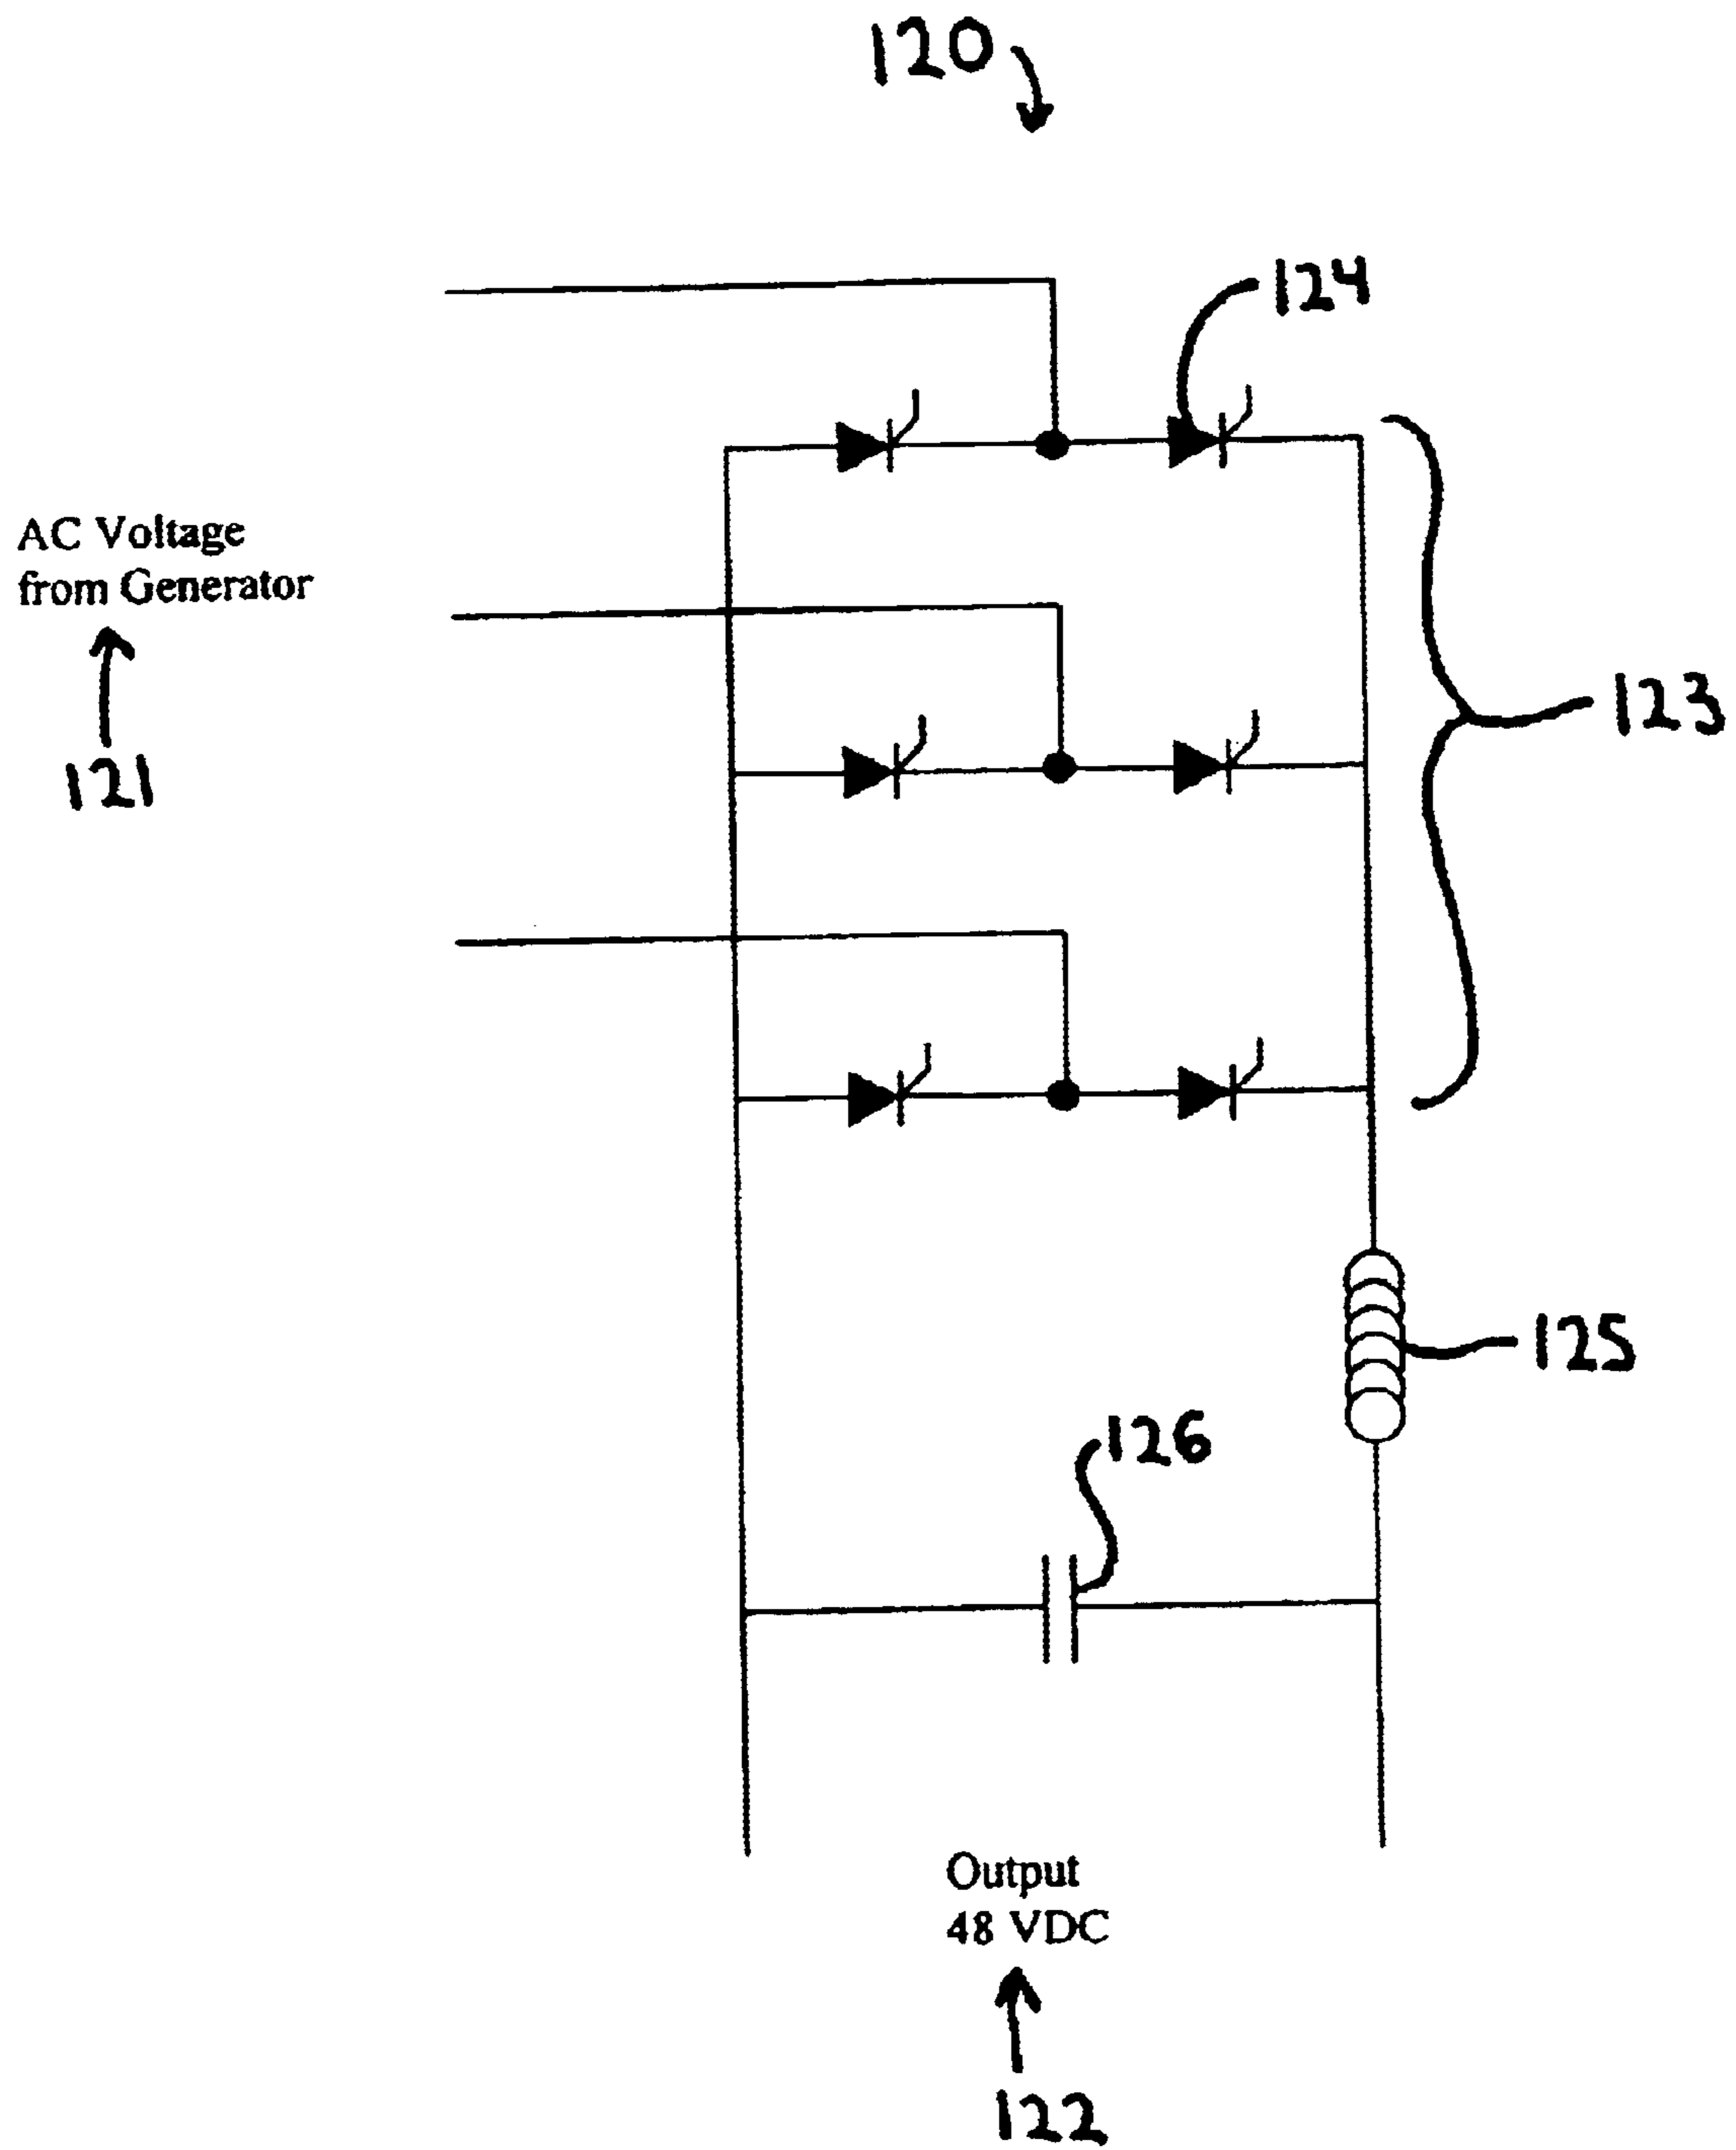 120
124
AC Voltage
from Generator
123
121
125
126
Output
48 VDC
122